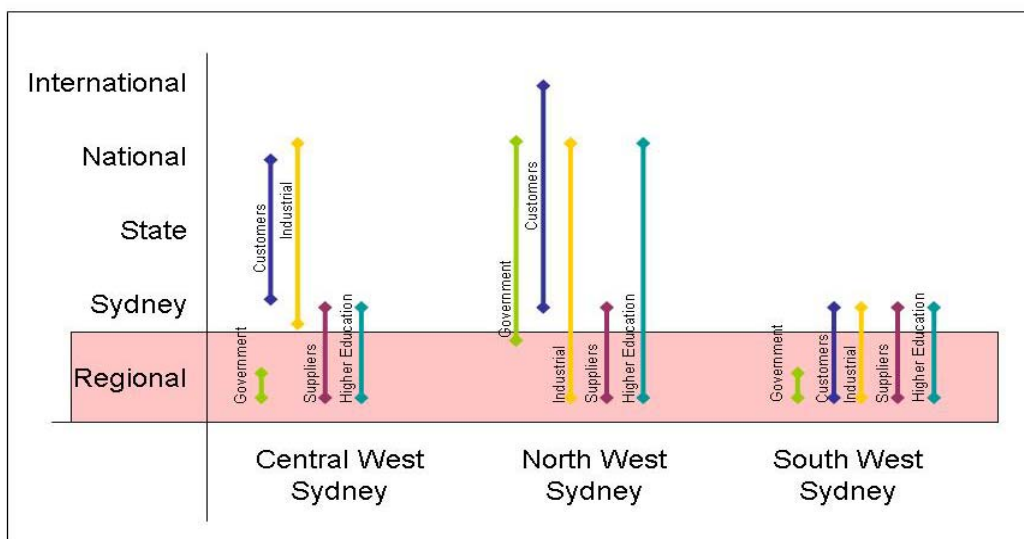 International
National
State
Sydney
Regional
Government
Customers
Industrial
Suppliers
Higher Education
Government
Customers
Industrial
Suppliers
Higher Education
Government
Customers
Industrial
Suppliers
Higher Education
Central West
Sydney
North West
Sydney
South West
Sydney